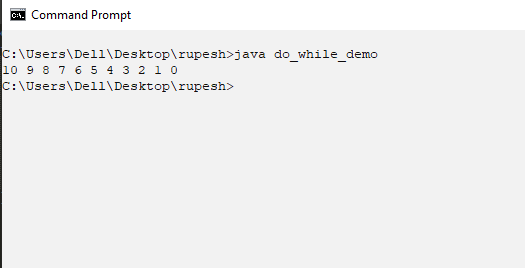 Command Prompt
C:\Users\Dell\Desktop\rupesh>java do_while_demo
10 9 8 7 6 5 4 3 2 1 0
C:\Users\Dell\Desktop\rupesh>